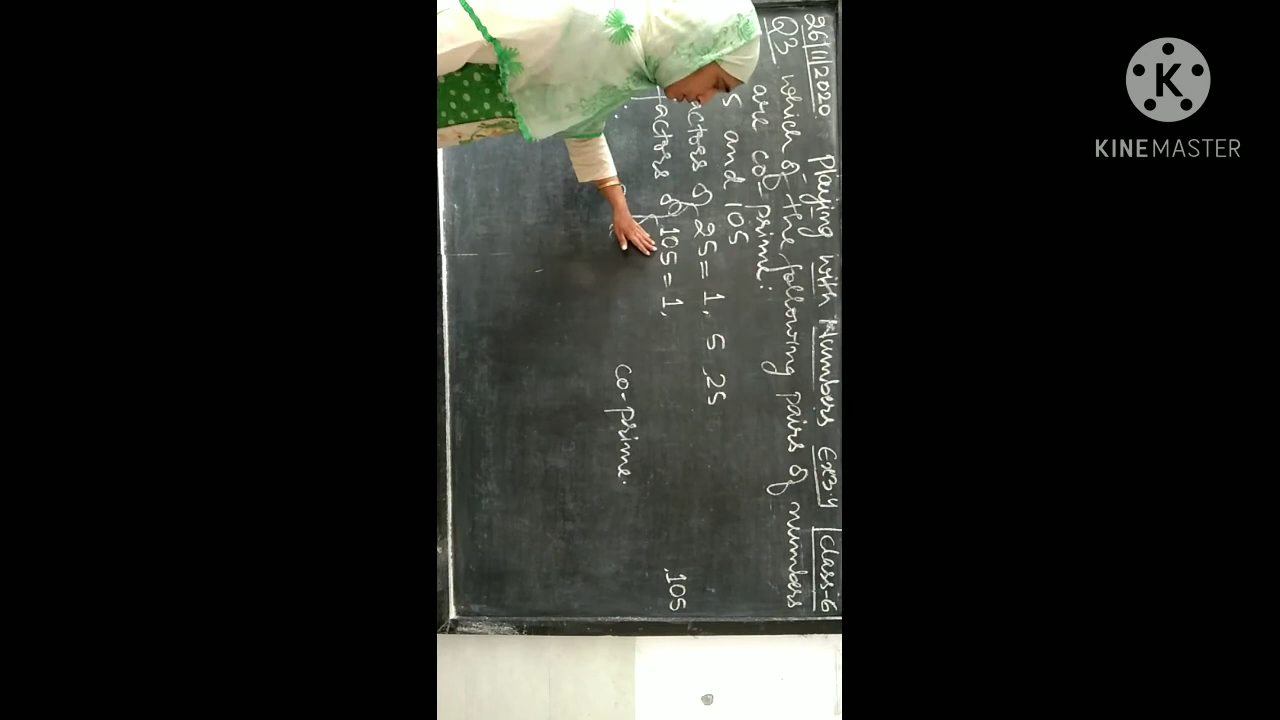 26/11/2020. Playing with Numbers Ex 3.4 Class-6
Q3 which of the following pairs of numbers
are co-prime:
5 and 105
actors of 25 = 1, 5, 25
factors of 105 = 1, ,105
co-prime.
KINEMASTER